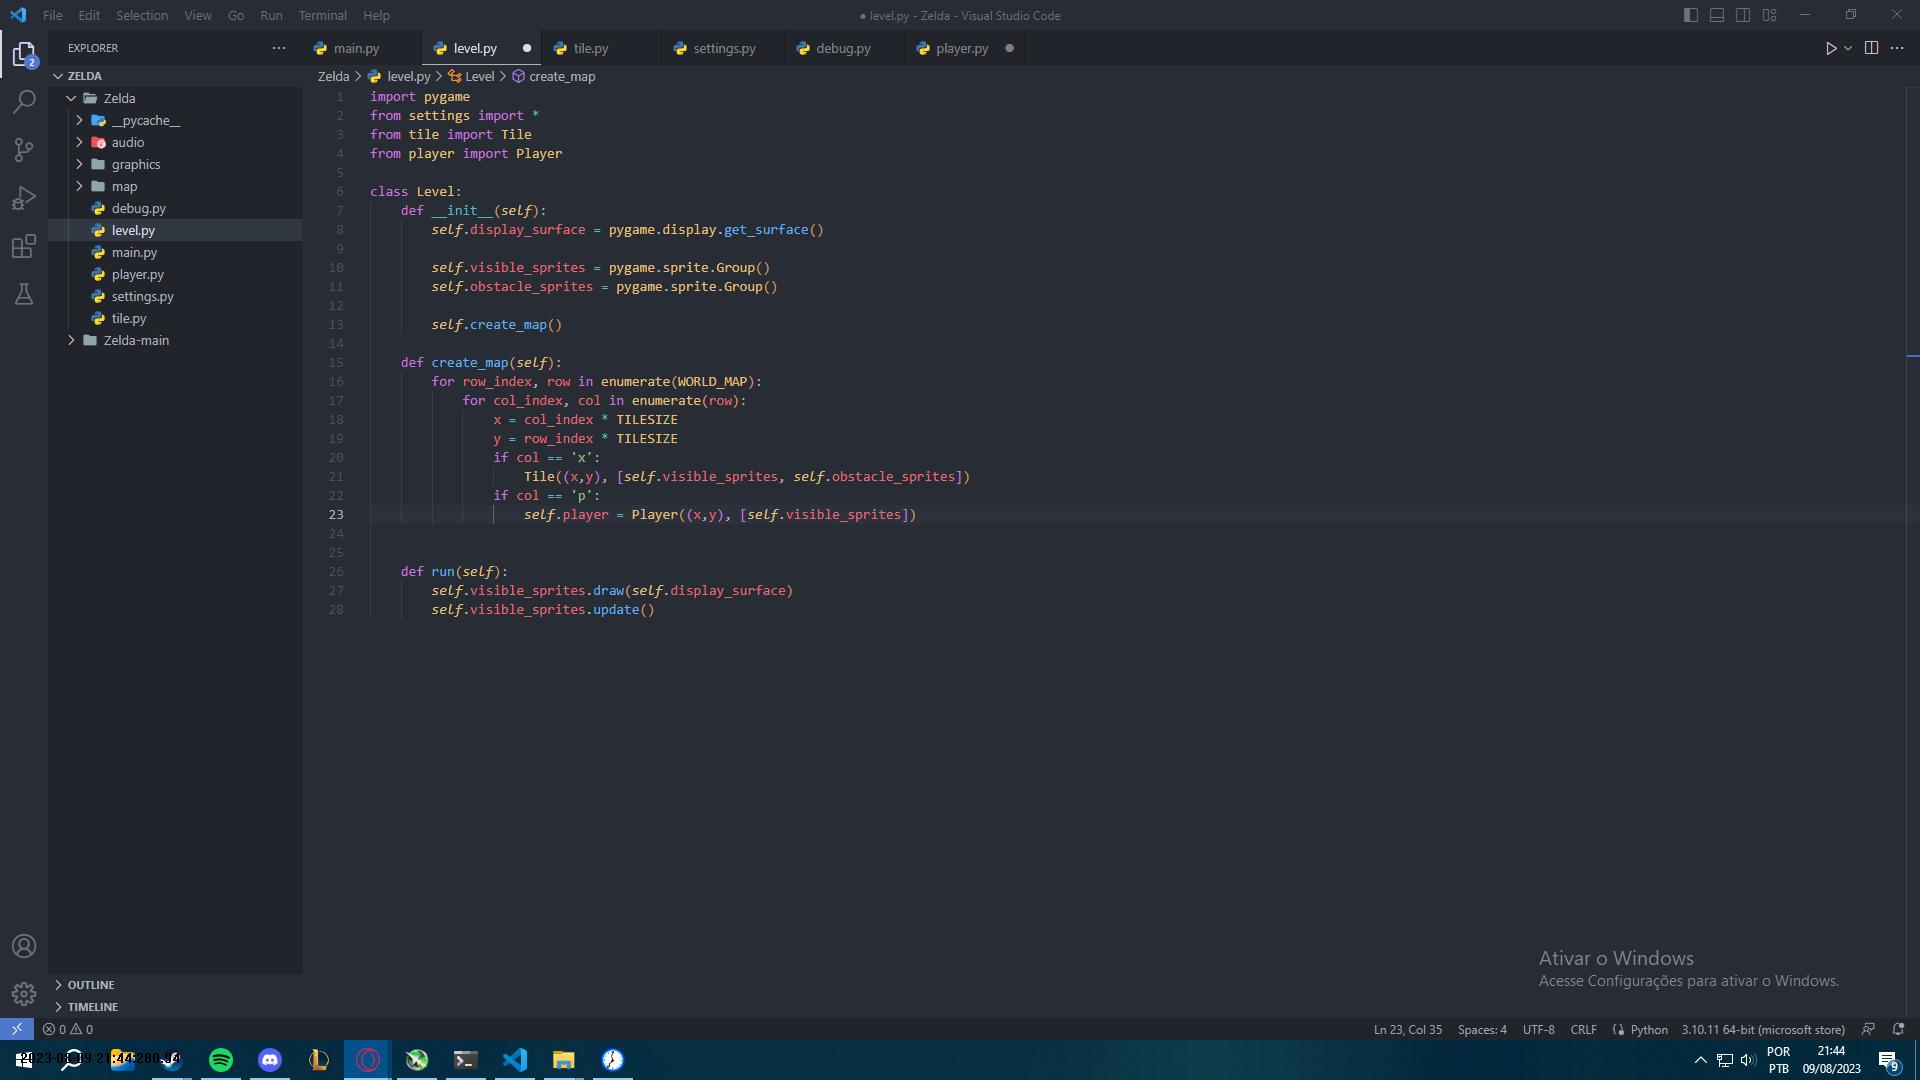 File Edit Selection View Go Run Terminal Help
● level.py - Zelda - Visual Studio Code
EXPLORER
main.py
level.py
tile.py
settings.py
debug.py
player.py
2
ZELDA
Zelda
__pycache__
audio
graphics
map
debug.py
level.py
main.py
player.py
settings.py
tile.py
Zelda-main
OUTLINE
TIMELINE
Zelda > level.py > Level > create_map
1 import pygame
2 from settings import *
3 from tile import Tile
4 from player import Player
5
6 class Level:
7 def __init__(self):
8 self.display_surface = pygame.display.get_surface()
9
10 self.visible_sprites = pygame.sprite.Group()
11 self.obstacle_sprites = pygame.sprite.Group()
12
13 self.create_map()
14
15 def create_map(self):
16 for row_index, row in enumerate(WORLD_MAP):
17 for col_index, col in enumerate(row):
18 x = col_index * TILESIZE
19 y = row_index * TILESIZE
20 if col == 'x':
21 Tile((x,y), [self.visible_sprites, self.obstacle_sprites])
22 if col == 'p':
23 self.player = Player((x,y), [self.visible_sprites])
24
25
26 def run(self):
27 self.visible_sprites.draw(self.display_surface)
28 self.visible_sprites.update()
Ativar o Windows
Acesse Configurações para ativar o Windows.
0 0
Ln 23, Col 35 Spaces: 4 UTF-8 CRLF Python 3.10.11 64-bit (microsoft store)
POR
PTB
21:44
09/08/2023
9